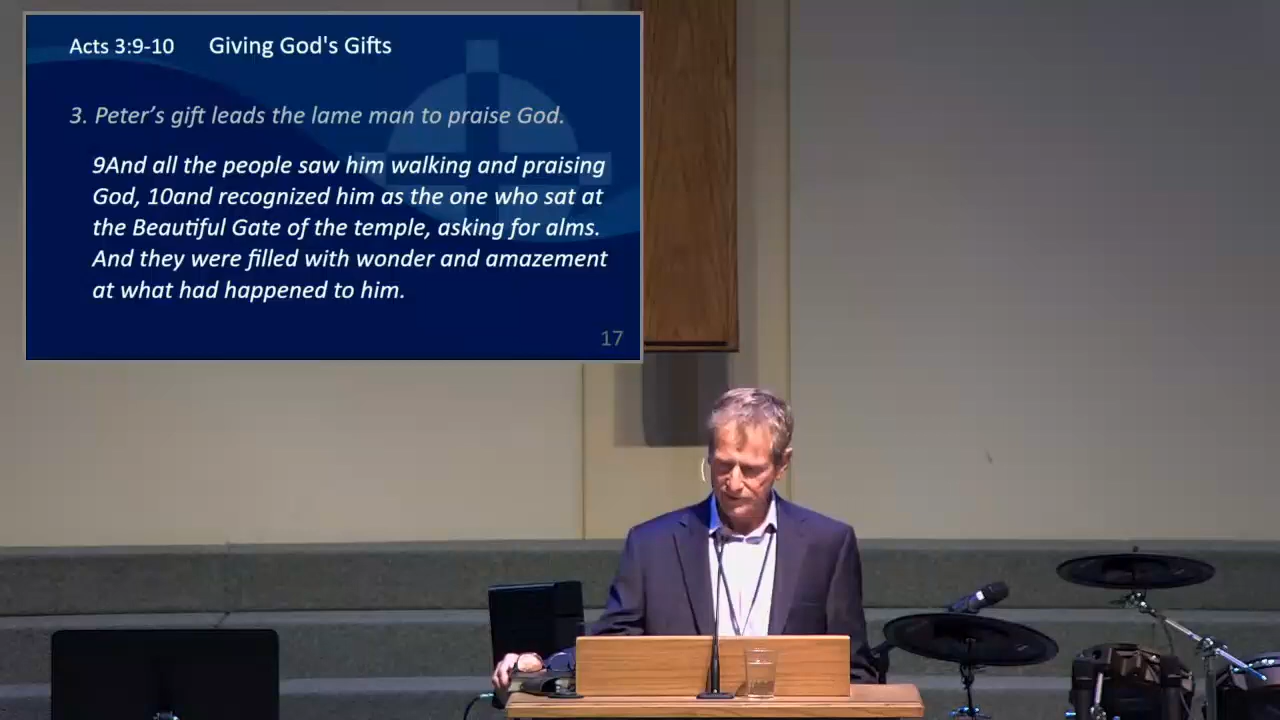 Acts 3:9-10 Giving God's Gifts
3. Peter’s gift leads the lame man to praise God.
9And all the people saw him walking and praising
God, 10and recognized him as the one who sat at
the Beautiful Gate of the temple, asking for alms.
And they were filled with wonder and amazement
at what had happened to him.
17